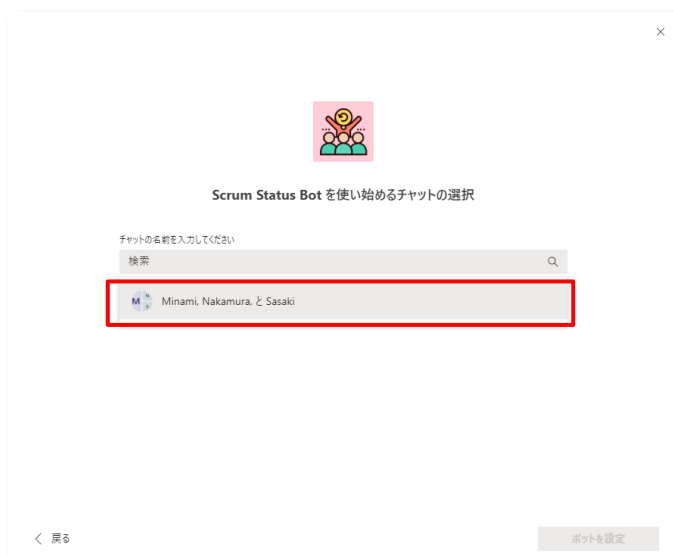 Scrum Status Bot を使い始めるチャットの選択
チャットの名前を入力してください
検索
M N S Minami, Nakamura, と Sasaki
戻る
ボットを設定